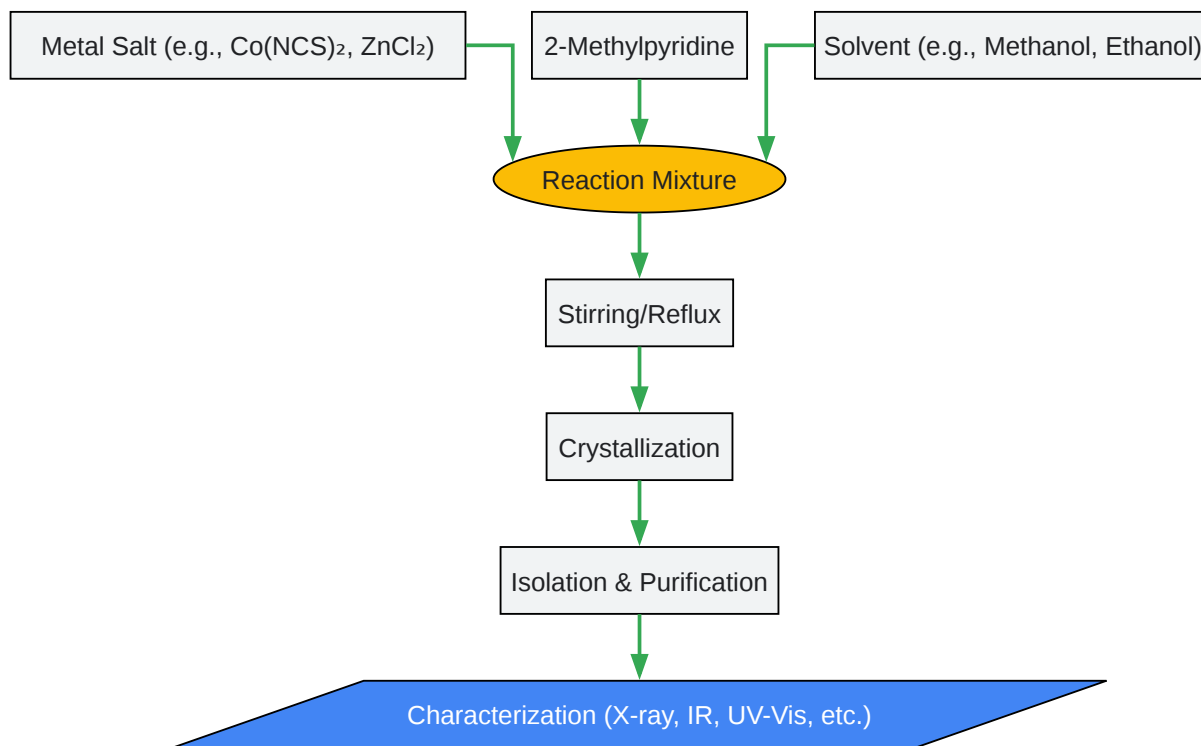 Metal Salt (e.g., Co(NCS)₂, ZnCl₂)
2-Methylpyridine
Solvent (e.g., Methanol, Ethanol)
Reaction Mixture
Stirring/Reflux
Crystallization
Isolation & Purification
Characterization (X-ray, IR, UV-Vis, etc.)